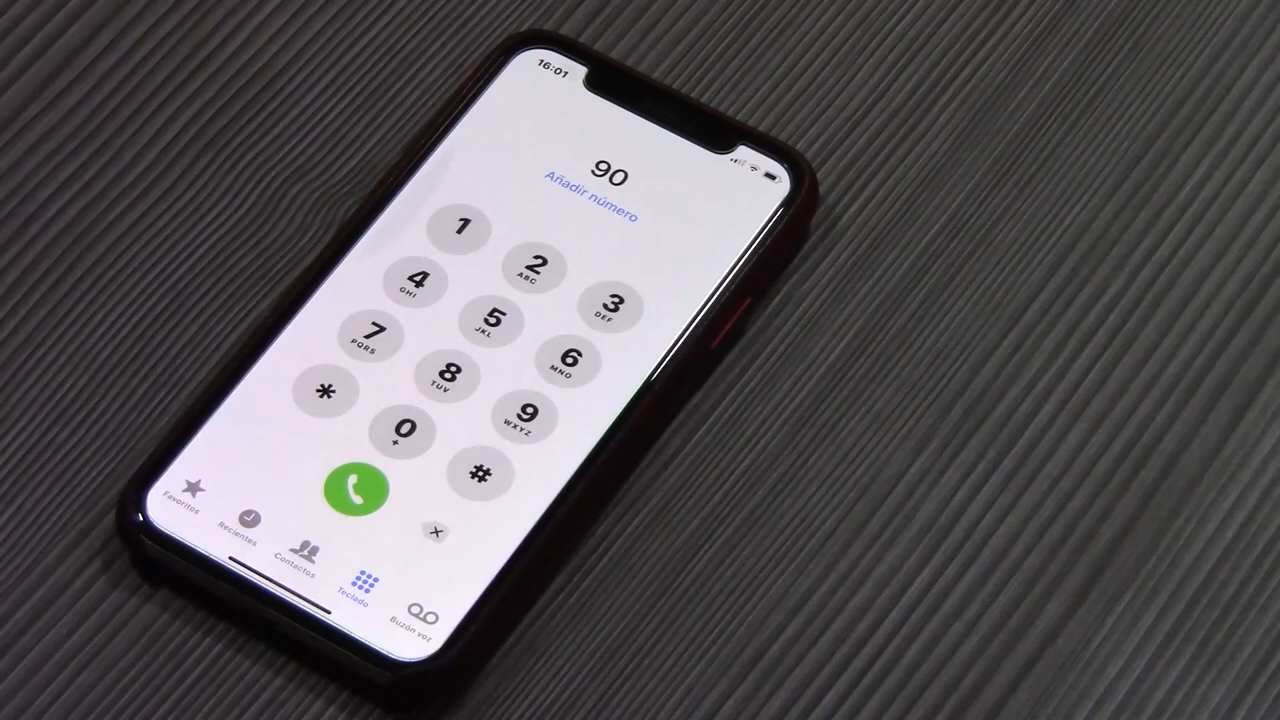 16:01
90
Añadir número
1
2
ABC
3
DEF
4
GHI
5
JKL
6
MNO
7
PQRS
8
TUV
9
WXYZ
*
0
+
#
Favoritos
Recientes
Contactos
Teclado
Buzón voz